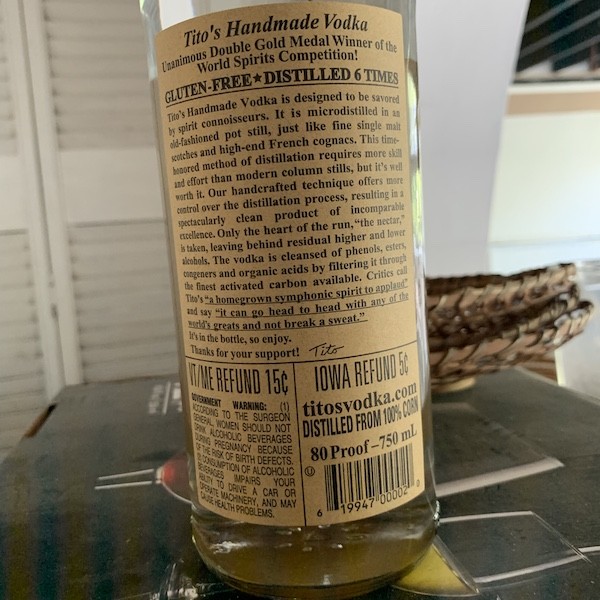 Tito's Handmade Vodka
Unanimous Double Gold Medal Winner of the
World Spirits Competition!
GLUTEN-FREE★DISTILLED 6 TIMES
Tito's Handmade Vodka is designed to be savored
by spirit connoisseurs. It is microdistilled in an
old-fashioned pot still, just like fine single malt
scotches and high-end French cognacs. This time-
honored method of distillation requires more skill
and effort than modern column stills, but it's well
worth it. Our handcrafted technique offers more
control over the distillation process, resulting in a
spectacularly clean product of incomparable
excellence. Only the heart of the run, "the nectar,"
is taken, leaving behind residual higher and lower
alcohols. The vodka is cleansed of phenols, esters,
congeners and organic acids by filtering it through
the finest activated carbon available. Critics call
Tito's "a homegrown symphonic spirit to applaud"
and say "it can go head to head with any of the
world's greats and not break a sweat."
It's in the bottle, so enjoy.
Thanks for your support! Tito
VT/ME REFUND 15¢
GOVERNMENT WARNING: (1)
ACCORDING TO THE SURGEON
GENERAL, WOMEN SHOULD NOT
DRINK ALCOHOLIC BEVERAGES
DURING PREGNANCY BECAUSE
OF THE RISK OF BIRTH DEFECTS.
CONSUMPTION OF ALCOHOLIC
BEVERAGES IMPAIRS YOUR
ABILITY TO DRIVE A CAR OR
OPERATE MACHINERY, AND MAY
CAUSE HEALTH PROBLEMS.
IOWA REFUND 5¢
titosvodka.com
DISTILLED FROM 100% CORN
80 Proof – 750 mL
U
6 19947 00002 0